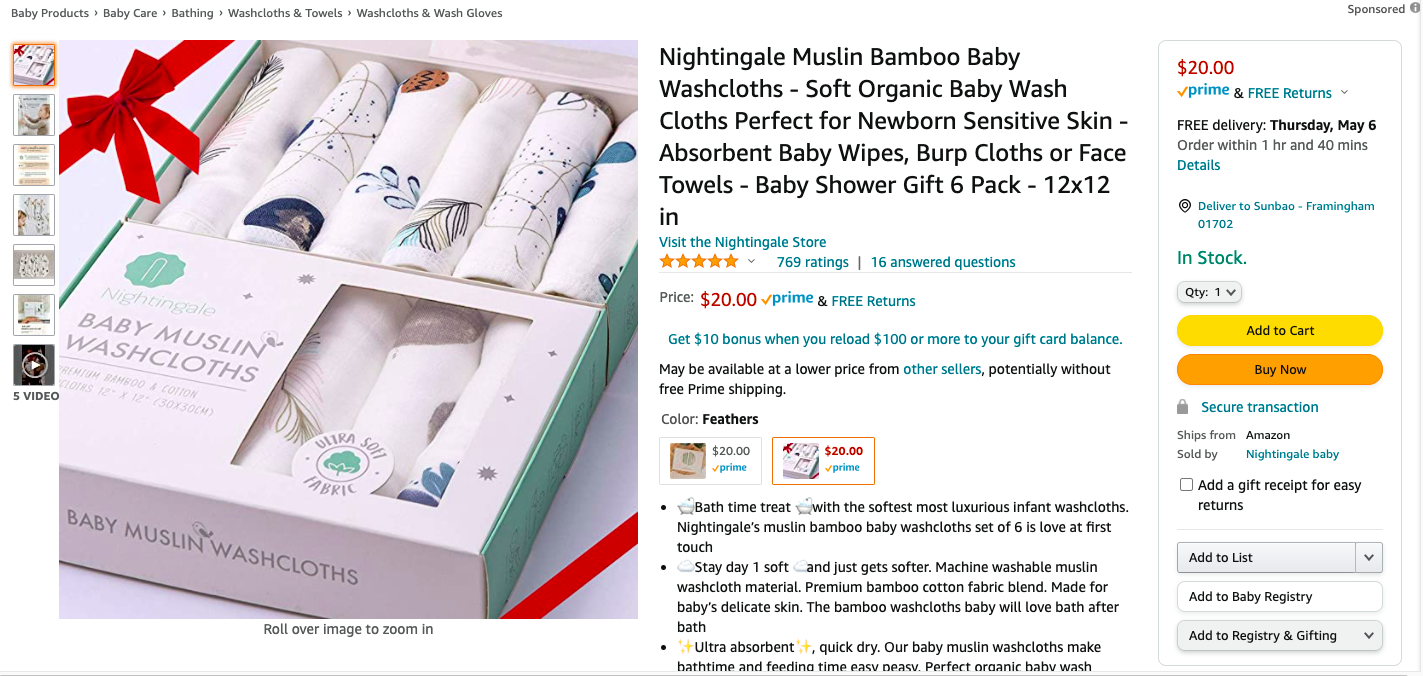 Baby Products › Baby Care › Bathing › Washcloths & Towels › Washcloths & Wash Gloves
Sponsored
5 VIDEO
Nightingale
BABY MUSLIN
WASHCLOTHS
PREMIUM BAMBOO & COTTON
CLOTHS 12" X 12" (30X30CM)
ULTRA SOFT
FABRIC
BABY MUSLIN WASHCLOTHS
Roll over image to zoom in
Nightingale Muslin Bamboo Baby
Washcloths - Soft Organic Baby Wash
Cloths Perfect for Newborn Sensitive Skin -
Absorbent Baby Wipes, Burp Cloths or Face
Towels - Baby Shower Gift 6 Pack - 12x12
in
Visit the Nightingale Store
769 ratings | 16 answered questions
Price: $20.00 prime & FREE Returns
Get $10 bonus when you reload $100 or more to your gift card balance.
May be available at a lower price from other sellers, potentially without
free Prime shipping.
Color: Feathers
$20.00 $20.00
prime prime
• 🛁Bath time treat 🛁with the softest most luxurious infant washcloths.
Nightingale’s muslin bamboo baby washcloths set of 6 is love at first
touch
• ☁️Stay day 1 soft ☁️and just gets softer. Machine washable muslin
washcloth material. Premium bamboo cotton fabric blend. Made for
baby’s delicate skin. The bamboo washcloths baby will love bath after
bath
• ✨Ultra absorbent✨, quick dry. Our baby muslin washcloths make
bathtime and feeding time easy peasy. Perfect organic baby wash
$20.00
prime & FREE Returns
FREE delivery: Thursday, May 6
Order within 1 hr and 40 mins
Details
Deliver to Sunbao - Framingham
01702
In Stock.
Qty: 1
Add to Cart
Buy Now
Secure transaction
Ships from Amazon
Sold by Nightingale baby
Add a gift receipt for easy
returns
Add to List
Add to Baby Registry
Add to Registry & Gifting